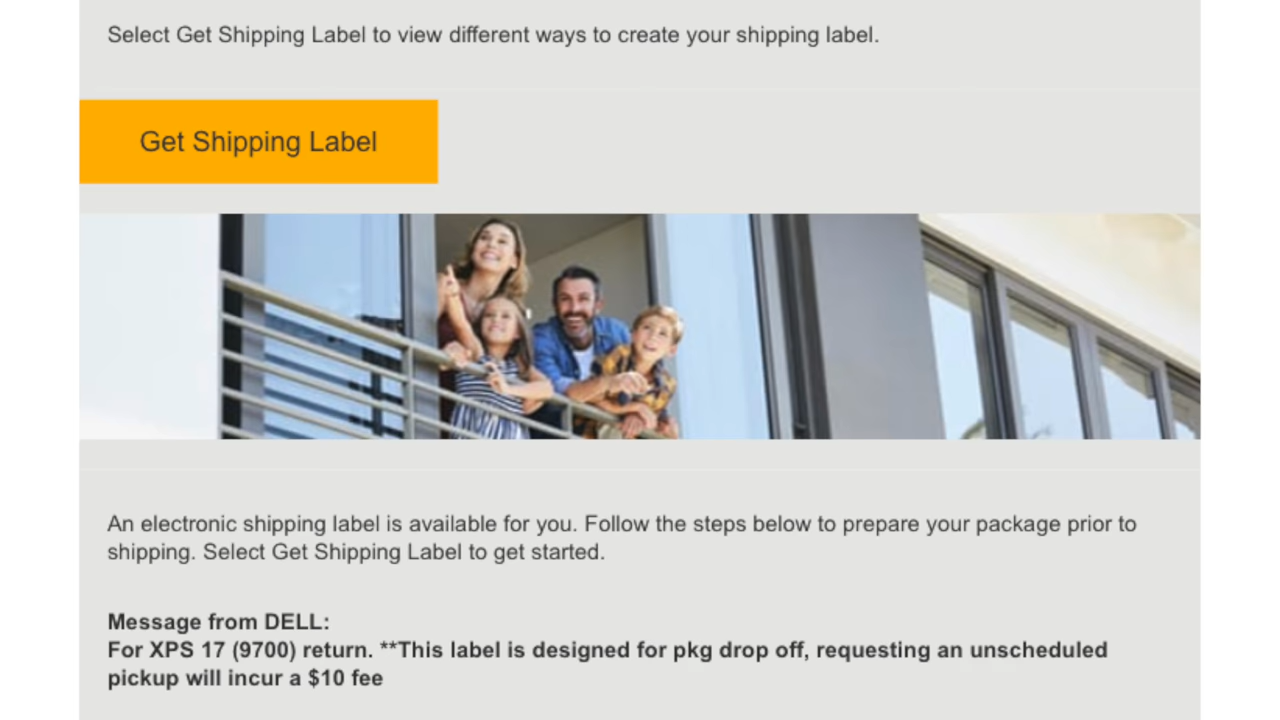 Select Get Shipping Label to view different ways to create your shipping label.
Get Shipping Label
An electronic shipping label is available for you. Follow the steps below to prepare your package prior to
shipping. Select Get Shipping Label to get started.
Message from DELL:
For XPS 17 (9700) return. **This label is designed for pkg drop off, requesting an unscheduled
pickup will incur a $10 fee